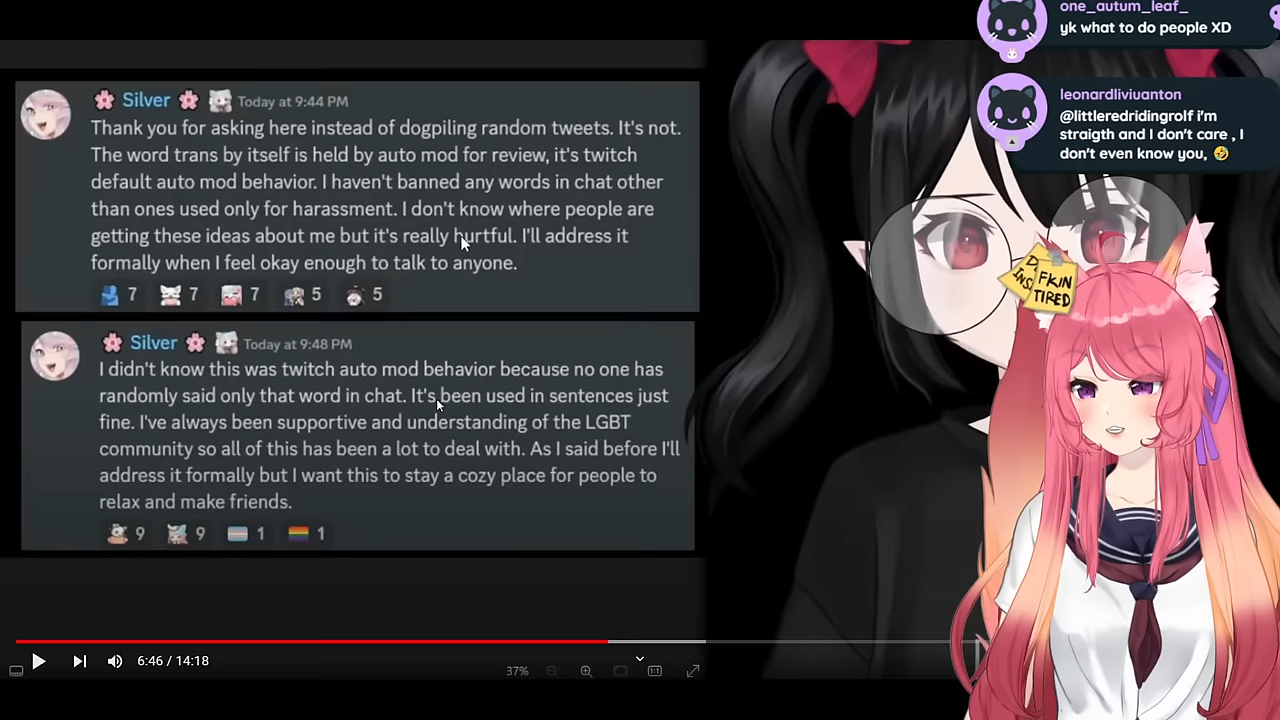 Silver Today at 9:44 PM
Thank you for asking here instead of dogpiling random tweets. It's not.
The word trans by itself is held by auto mod for review, it's twitch
default auto mod behavior. I haven't banned any words in chat other
than ones used only for harassment. I don't know where people are
getting these ideas about me but it's really hurtful. I'll address it
formally when I feel okay enough to talk to anyone.
7 7 7 5 5
Silver Today at 9:48 PM
I didn't know this was twitch auto mod behavior because no one has
randomly said only that word in chat. It's been used in sentences just
fine. I've always been supportive and understanding of the LGBT
community so all of this has been a lot to deal with. As I said before I'll
address it formally but I want this to stay a cozy place for people to
relax and make friends.
9 9 1 1
6:46 / 14:18
37%
1:1
one_autum_leaf_
yk what to do people XD
leonardliviuanton
@littleredridingrolf i'm
straigth and I don't care , I
don't even know you,
FKIN
TIRED